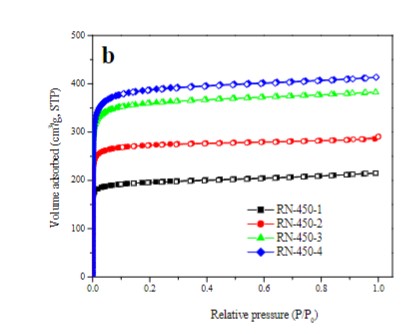 b
Volume adsorbed (cm³/g, STP)
500
400
300
200
100
0
RN-450-1
RN-450-2
RN-450-3
RN-450-4
0.0 0.2 0.4 0.6 0.8 1.0
Relative pressure (P/P₀)